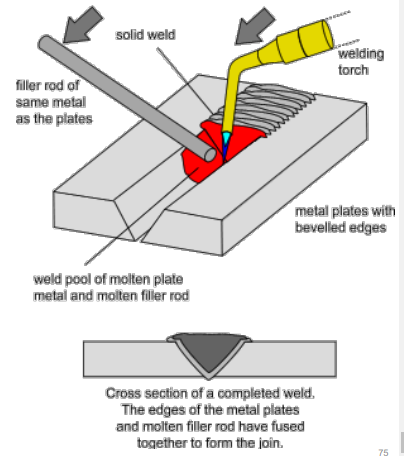 solid weld
welding
torch
filler rod of
same metal
as the plates
metal plates with
bevelled edges
weld pool of molten plate
metal and molten filler rod
Cross section of a completed weld.
The edges of the metal plates
and molten filler rod have fused
together to form the join.
75